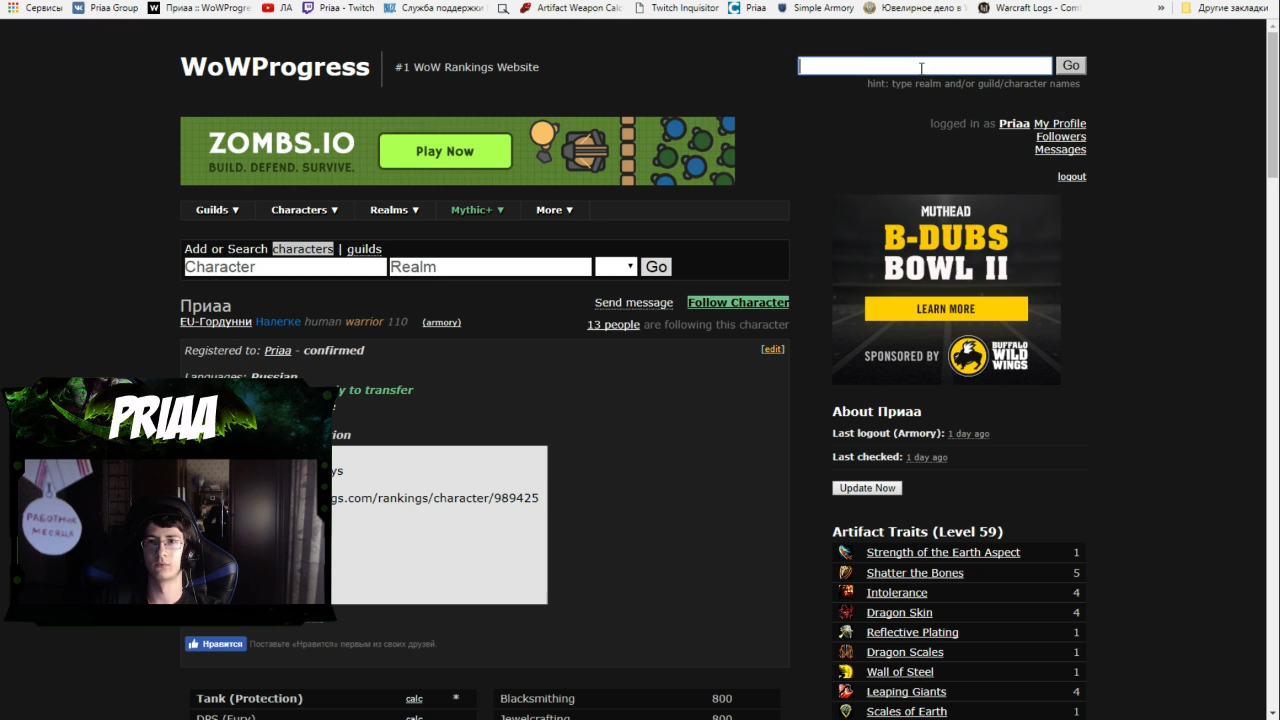 Сервисы Priaa Group Приаа :: WoWProgre ЛА Priaa - Twitch Служба поддержки Artifact Weapon Calc Twitch Inquisitor Priaa Simple Armory Ювелирное дело в Warcraft Logs - Com » Другие закладки
WoWProgress #1 WoW Rankings Website Go
hint: type realm and/or guild/character names
ZOMBS.IO
BUILD. DEFEND. SURVIVE.
Play Now
logged in as Priaa My Profile
Followers
Messages
logout
Guilds ▼ Characters ▼ Realms ▼ Mythic+ ▼ More ▼
Add or Search characters | guilds
Character Realm Go
Приаа Send message Follow Character
EU-Гордунни Налегке human warrior 110 (armory) 13 people are following this character
Registered to: Priaa - confirmed [edit]
Languages: Russian
y to transfer
ion
ys
gs.com/rankings/character/989425
PRIAA
РАБОТНИК
МЕСЯЦА
Нравится Поставьте «Нравится» первым из своих друзей.
Tank (Protection) calc * Blacksmithing 800
DPS (Fury) calc Jewelcrafting 800
MUTHEAD
B-DUBS
BOWL II
LEARN MORE
SPONSORED BY BUFFALO
WILD
WINGS
About Приаа
Last logout (Armory): 1 day ago
Last checked: 1 day ago
Update Now
Artifact Traits (Level 59)
Strength of the Earth Aspect 1
Shatter the Bones 5
Intolerance 4
Dragon Skin 4
Reflective Plating 1
Dragon Scales 1
Wall of Steel 1
Leaping Giants 4
Scales of Earth 1